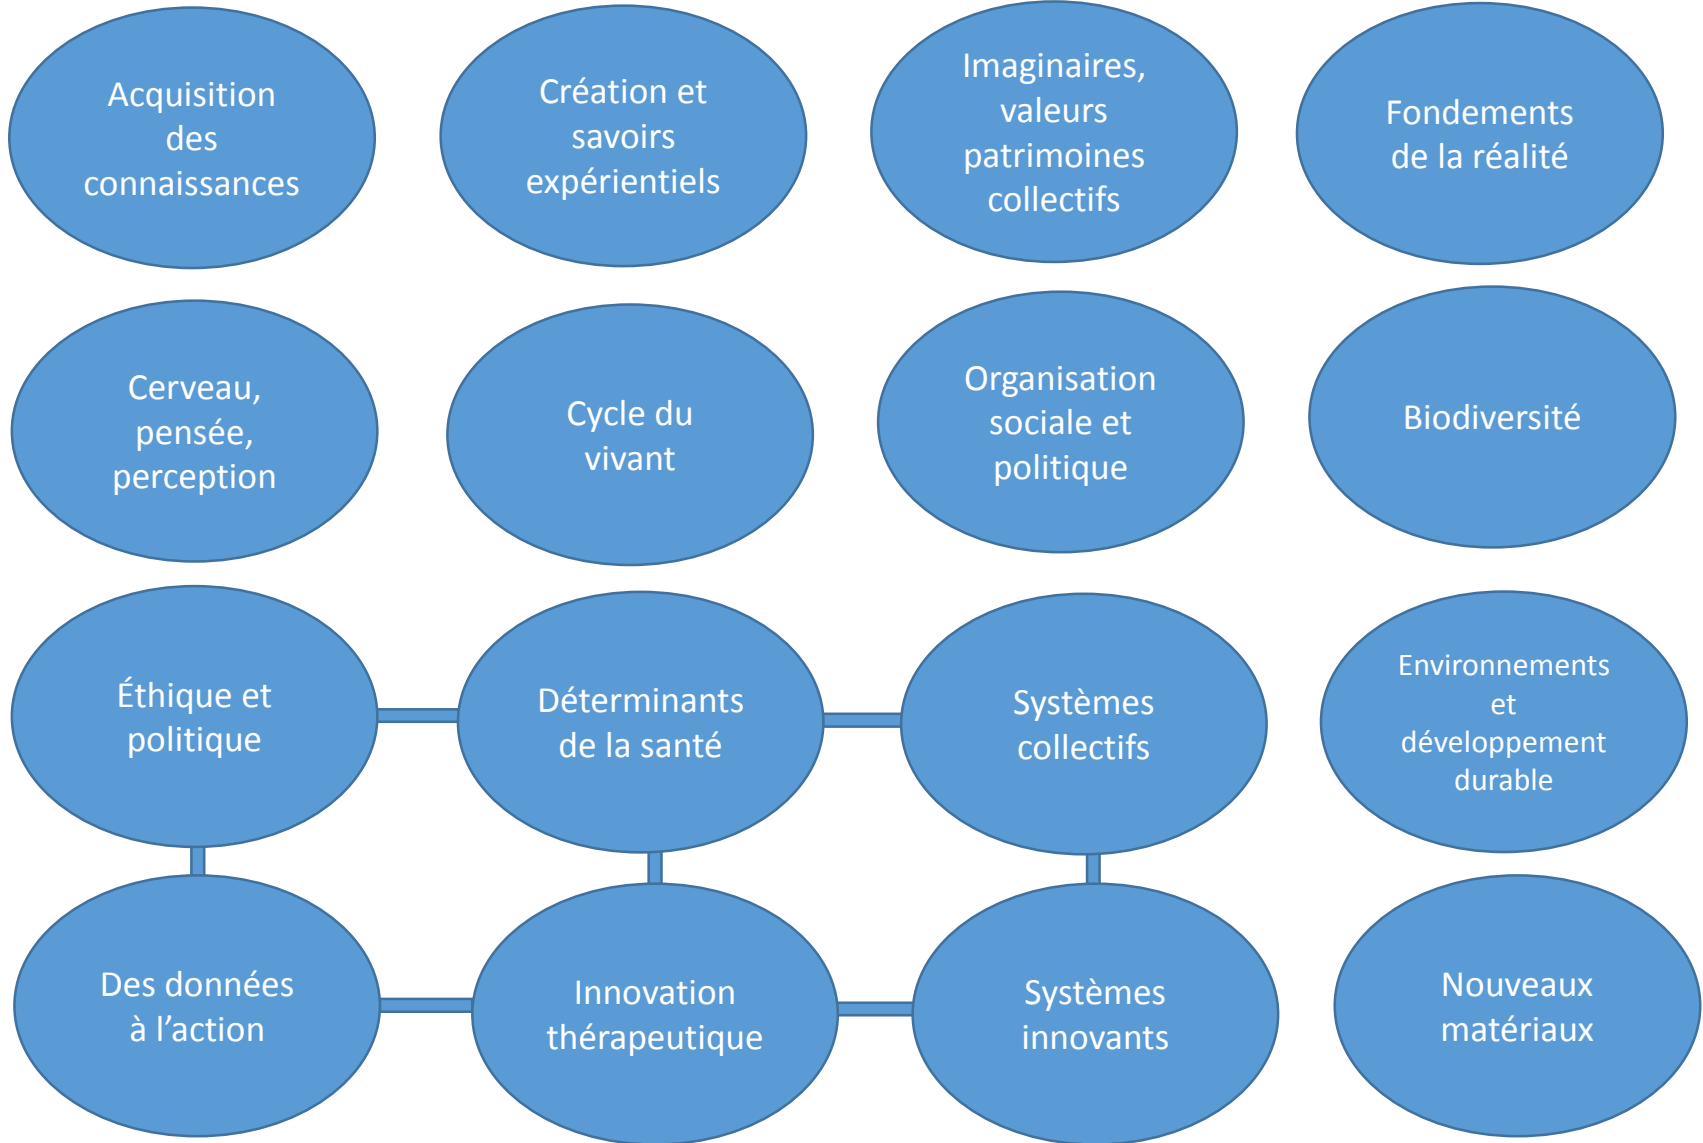 Acquisition
des
connaissances
Création et
savoirs
expérientiels
Imaginaires,
valeurs
patrimoines
collectifs
Fondements
de la réalité
Cerveau,
pensée,
perception
Cycle du
vivant
Organisation
sociale et
politique
Biodiversité
Éthique et
politique
Déterminants
de la santé
Systèmes
collectifs
Environnements
et
développement
durable
Des données
à l’action
Innovation
thérapeutique
Systèmes
innovants
Nouveaux
matériaux